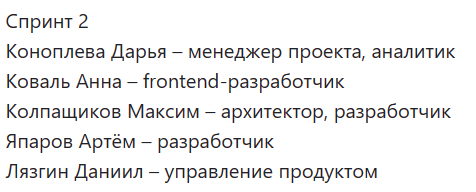 Спринт 2
Коноплева Дарья – менеджер проекта, аналитик
Коваль Анна – frontend-разработчик
Колпащиков Максим – архитектор, разработчик
Япаров Артём – разработчик
Лязгин Даниил – управление продуктом